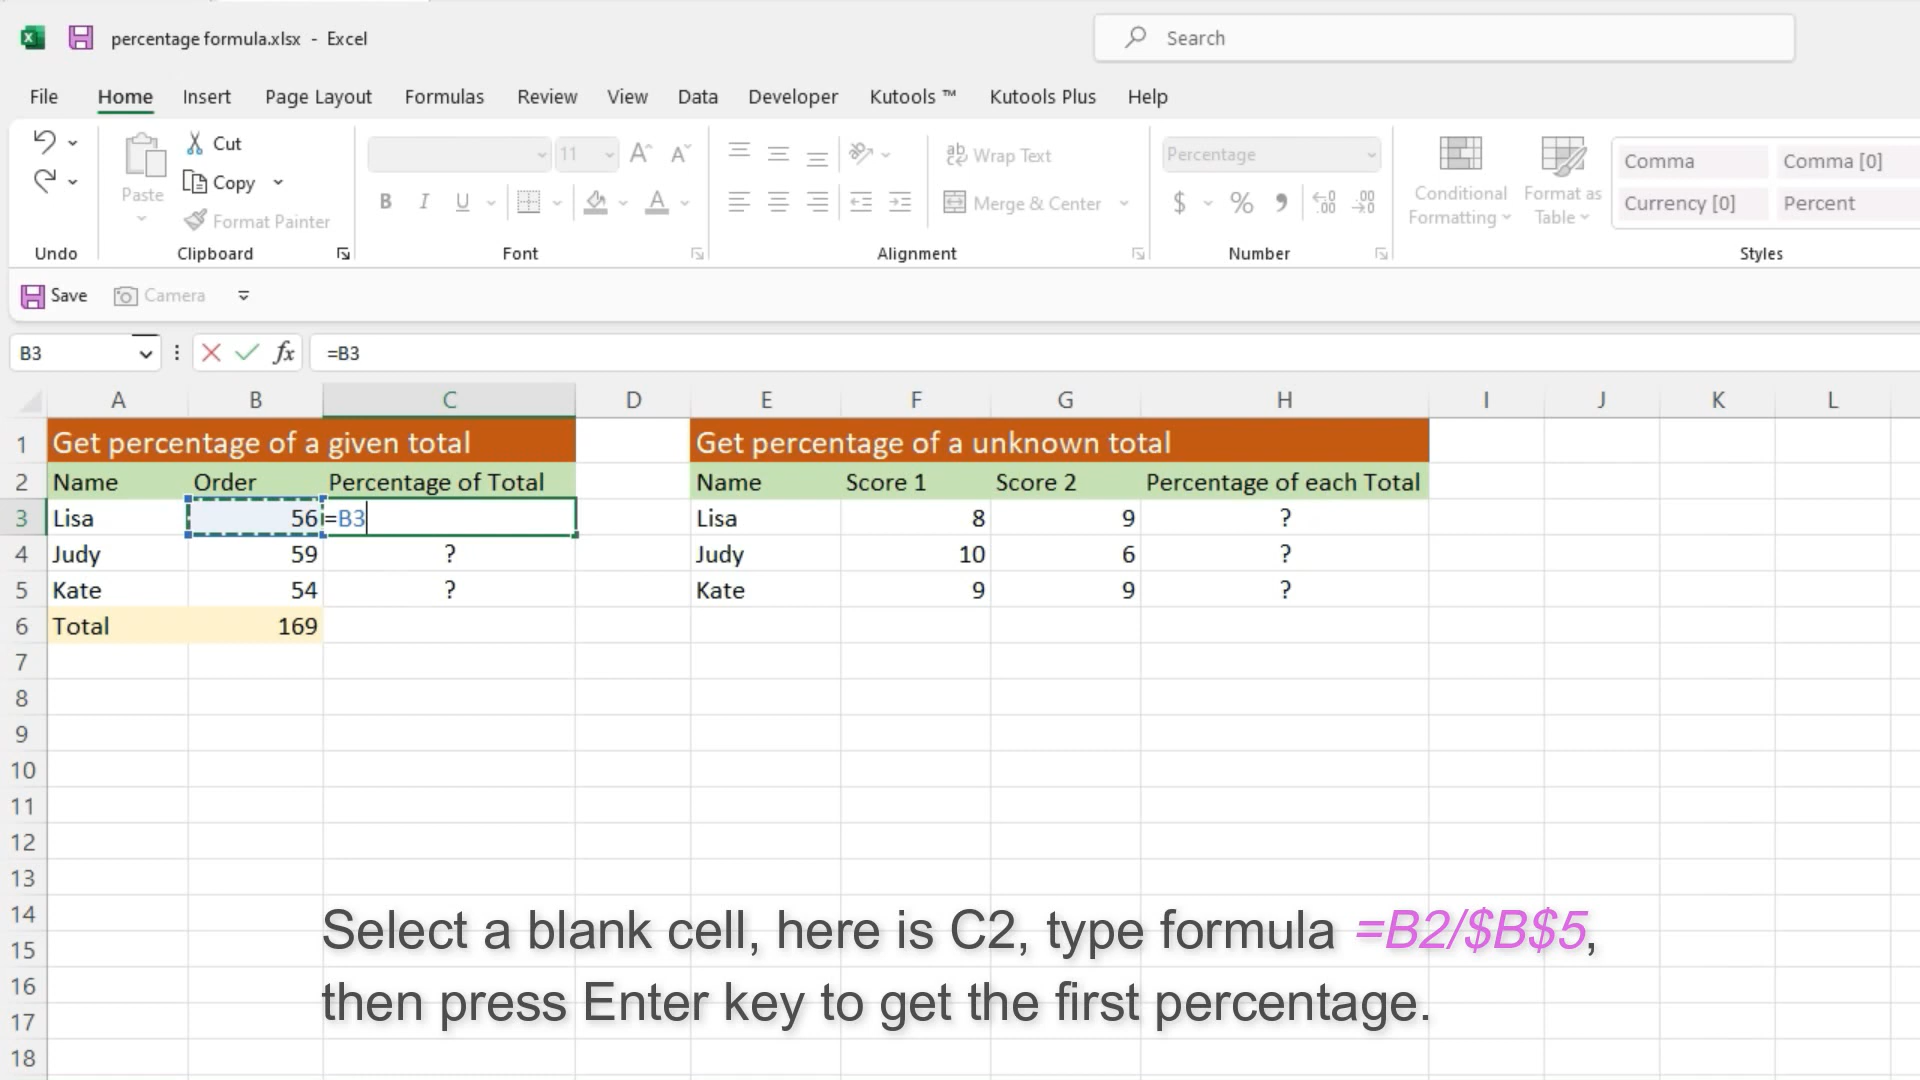 percentage formula.xlsx - Excel
Search
File Home Insert Page Layout Formulas Review View Data Developer Kutools ™ Kutools Plus Help
Cut
Copy
Paste
Format Painter
Undo Clipboard
11
B I U
A
Font
Wrap Text
Merge & Center
Alignment
Percentage
$ %
Number
Conditional Formatting
Format as Table
Comma Comma [0]
Currency [0] Percent
Styles
Save Camera
B3 fx =B3
A B C D E F G H I J K L
1 Get percentage of a given total Get percentage of a unknown total
2 Name Order Percentage of Total Name Score 1 Score 2 Percentage of each Total
3 Lisa 56 =B3 Lisa 8 9 ?
4 Judy 59 ? Judy 10 6 ?
5 Kate 54 ? Kate 9 9 ?
6 Total 169
7
8
9
10
11
12
13
14
15
16
17
18
Select a blank cell, here is C2, type formula =B2/$B$5,
then press Enter key to get the first percentage.